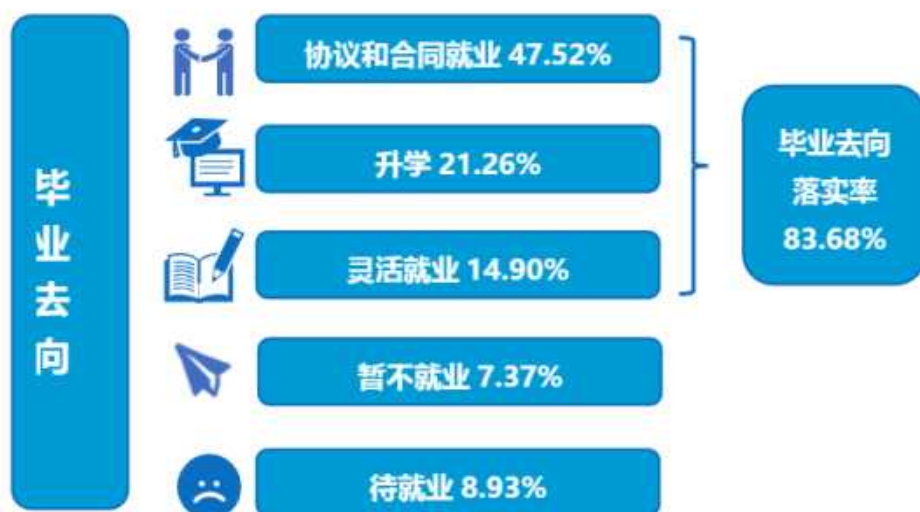 毕业去向
协议和合同就业 47.52%
升学 21.26%
灵活就业 14.90%
暂不就业 7.37%
待就业 8.93%
毕业去向
落实率
83.68%